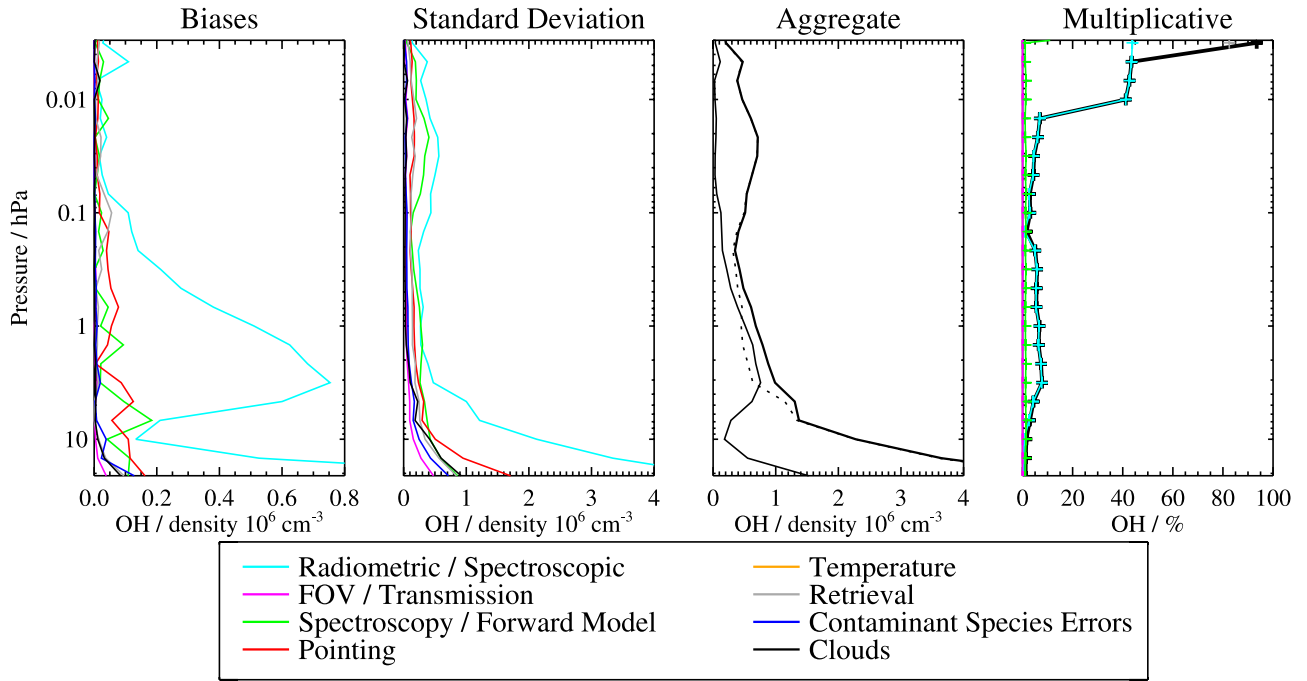 Biases
Standard Deviation
Aggregate
Multiplicative
Pressure / hPa
0.01
0.1
1
10
0.0 0.2 0.4 0.6 0.8
0 1 2 3 4
0 1 2 3 4
0 20 40 60 80 100
OH / density 10⁶ cm⁻³
OH / density 10⁶ cm⁻³
OH / density 10⁶ cm⁻³
OH / %
Radiometric / Spectroscopic
FOV / Transmission
Spectroscopy / Forward Model
Pointing
Temperature
Retrieval
Contaminant Species Errors
Clouds